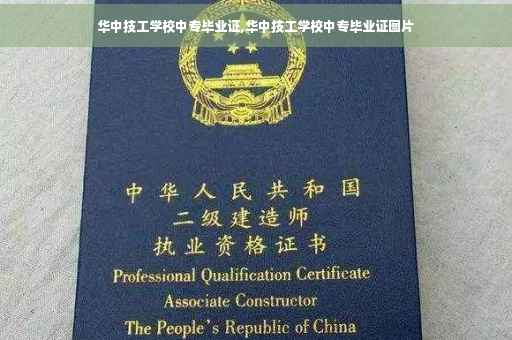 华中技工学校中专毕业证,华中技工学校中专毕业证图片
中华人民共和国
二级建造师
执业资格证书
Professional Qualification Certificate
Associate Constructor
The People's Republic of China